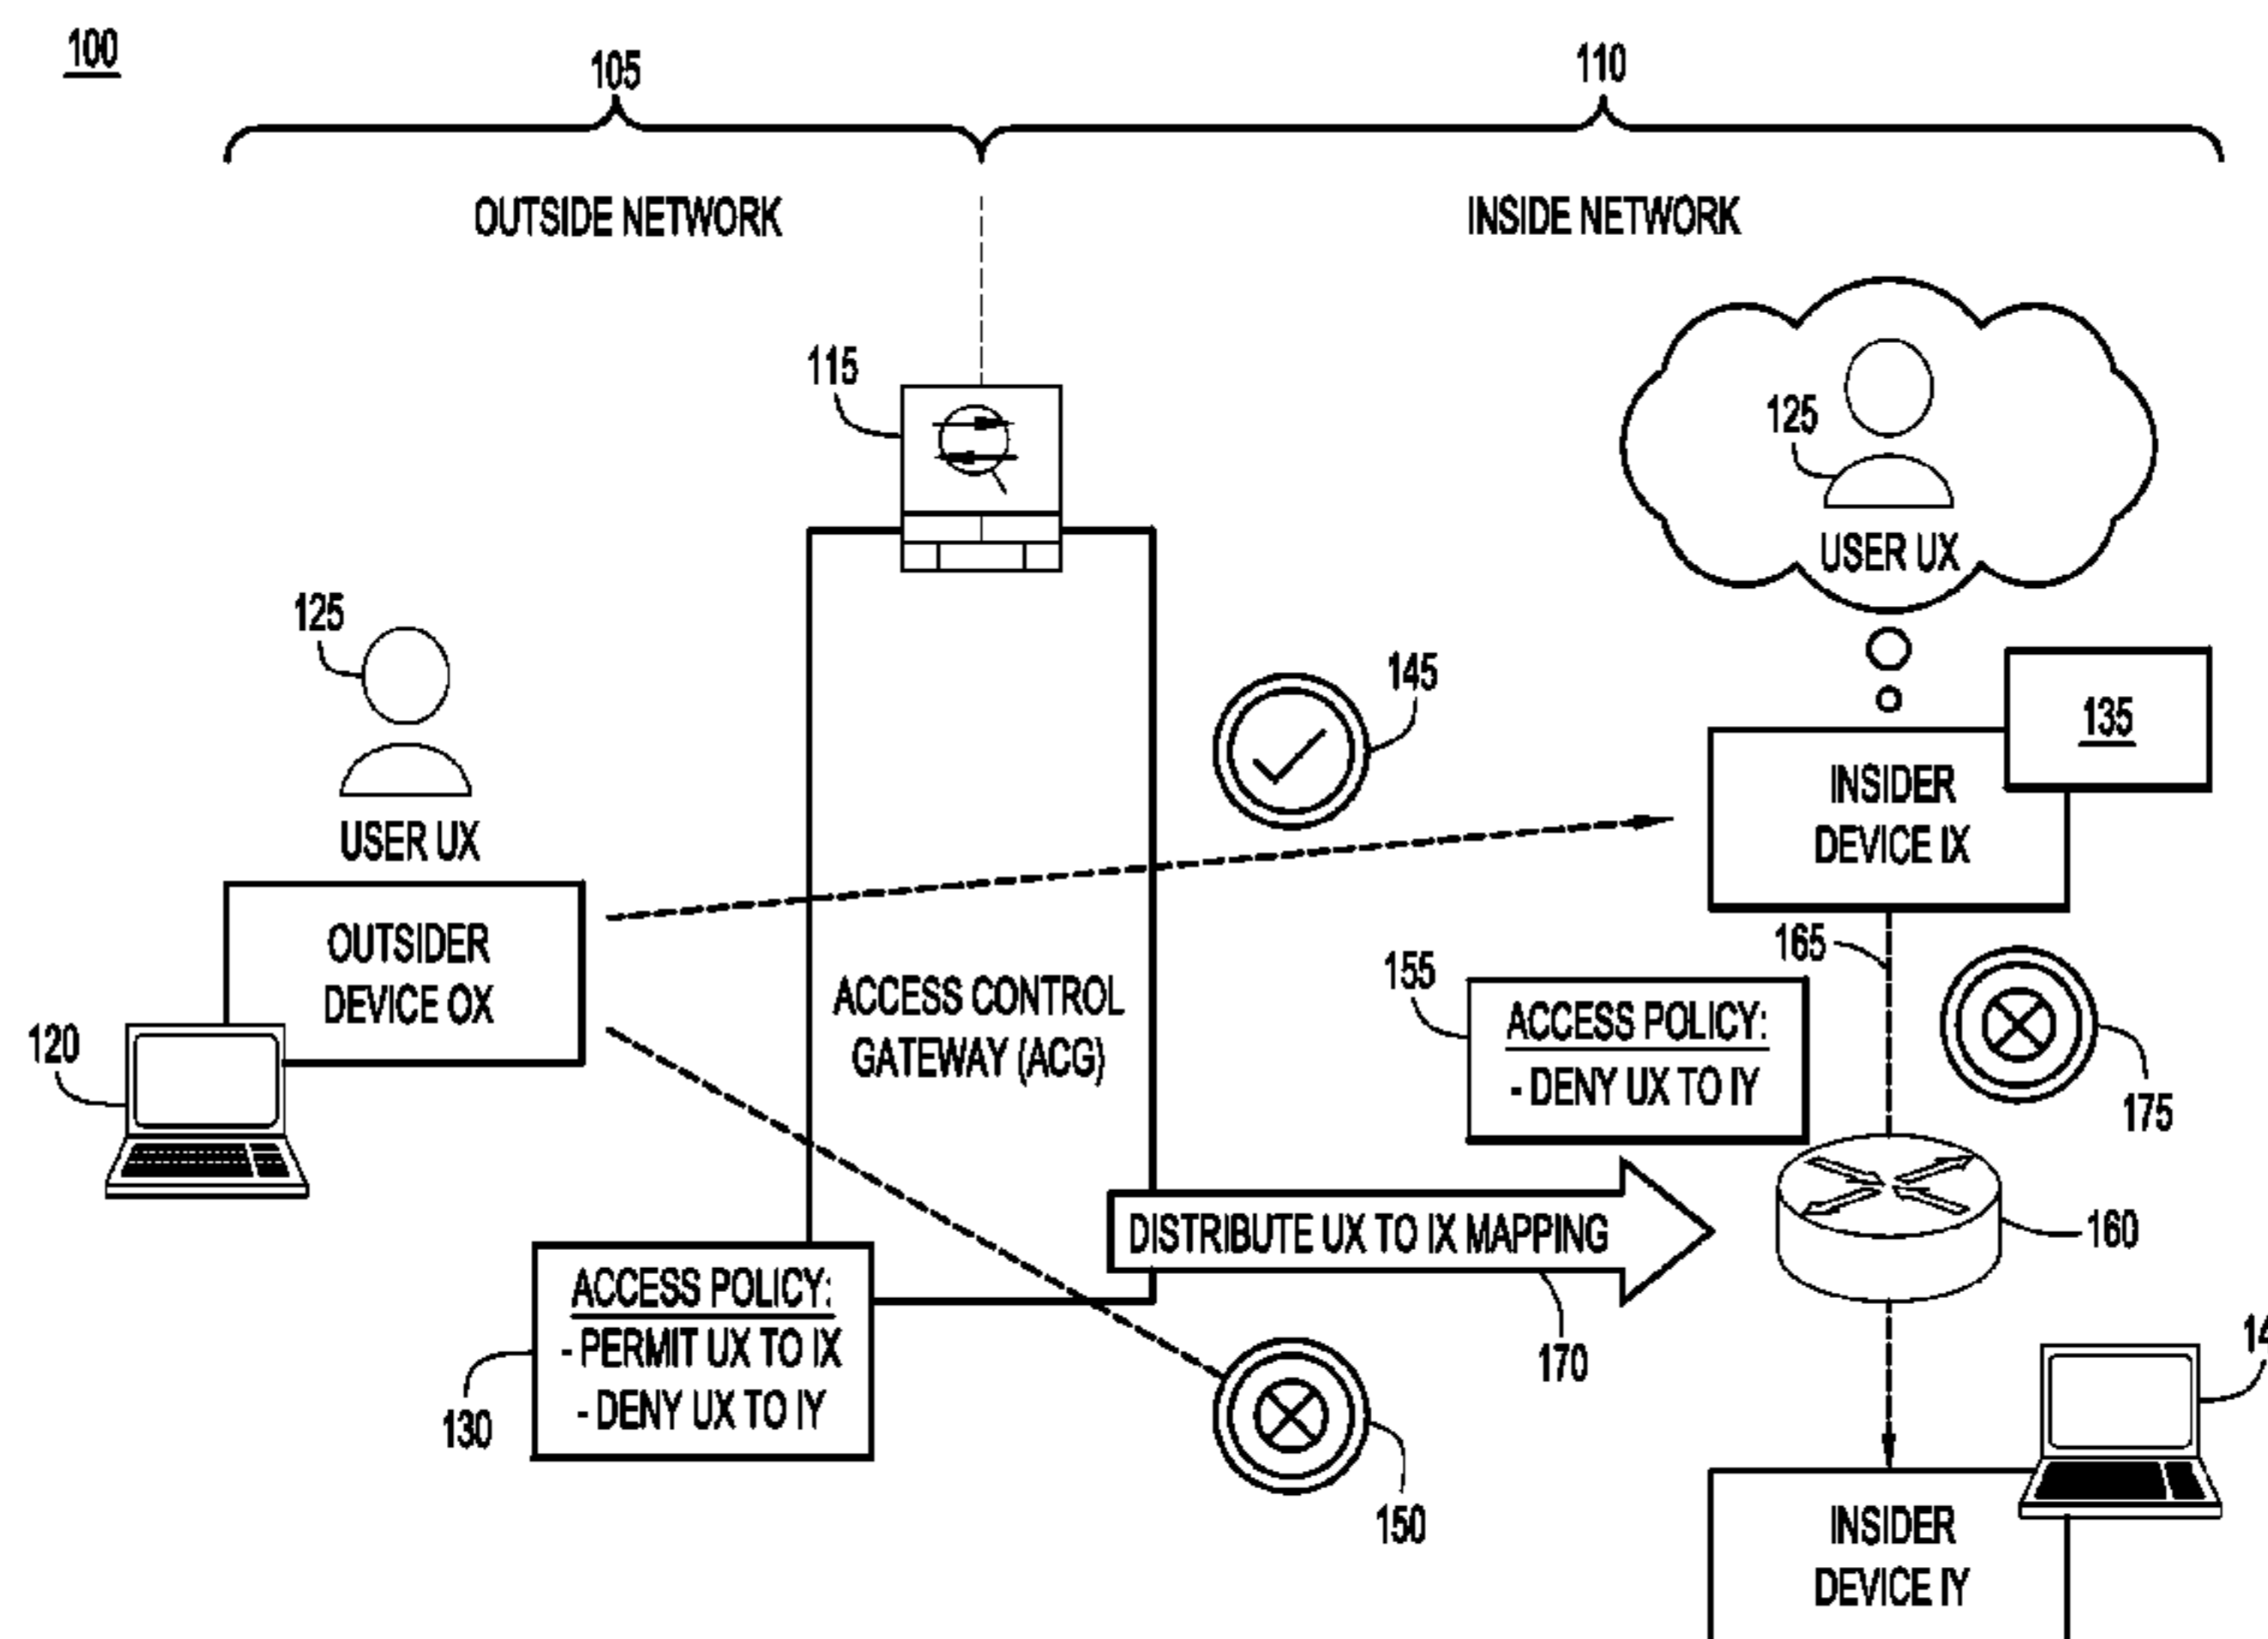 100
105
110
OUTSIDE NETWORK
INSIDE NETWORK
115
125
USER UX
125
USER UX
145
135
INSIDER
DEVICE IX
OUTSIDER
DEVICE OX
120
ACCESS CONTROL
GATEWAY (ACG)
165
155
ACCESS POLICY:
- DENY UX TO IY
175
DISTRIBUTE UX TO IX MAPPING
160
170
ACCESS POLICY:
- PERMIT UX TO IX
- DENY UX TO IY
130
150
INSIDER
DEVICE IY